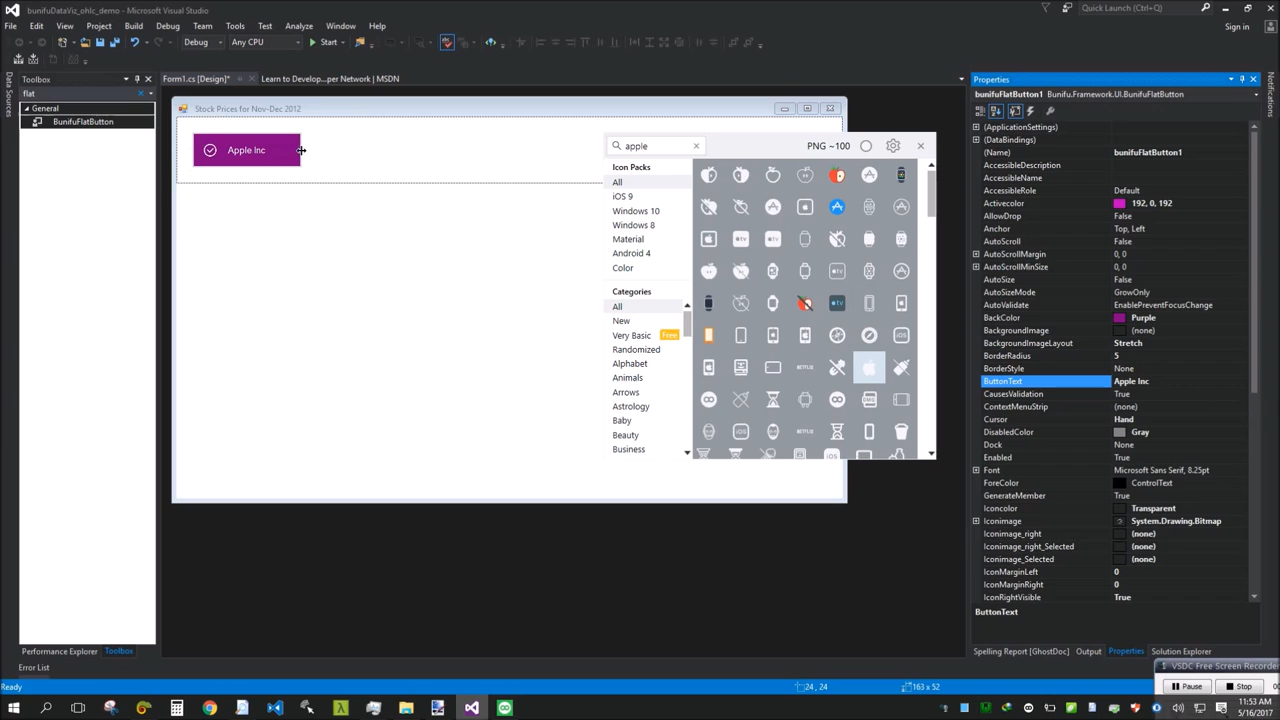 bunifuDataViz_ohlc_demo - Microsoft Visual Studio
Quick Launch (Ctrl+Q)
File Edit View Project Build Debug Team Tools Test Analyze Window Help
Sign in
Debug Any CPU Start
Toolbox
flat
General
BunifuFlatButton
Data Sources
Form1.cs [Design]*
Learn to Develop...per Network | MSDN
Stock Prices for Nov-Dec 2012
Apple Inc
apple
PNG ~100
Icon Packs
All
iOS 9
Windows 10
Windows 8
Material
Android 4
Color
Categories
All
New
Very Basic Free
Randomized
Alphabet
Animals
Arrows
Astrology
Baby
Beauty
Business
Properties
bunifuFlatButton1 Bunifu.Framework.UI.BunifuFlatButton
(ApplicationSettings)
(DataBindings)
(Name) bunifuFlatButton1
AccessibleDescription
AccessibleName
AccessibleRole Default
Activecolor 192, 0, 192
AllowDrop False
Anchor Top, Left
AutoScroll False
AutoScrollMargin 0, 0
AutoScrollMinSize 0, 0
AutoSize False
AutoSizeMode GrowOnly
AutoValidate EnablePreventFocusChange
BackColor Purple
BackgroundImage (none)
BackgroundImageLayout Stretch
BorderRadius 5
BorderStyle None
ButtonText Apple Inc
CausesValidation True
ContextMenuStrip (none)
Cursor Hand
DisabledColor Gray
Dock None
Enabled True
Font Microsoft Sans Serif, 8.25pt
ForeColor ControlText
GenerateMember True
Iconcolor Transparent
Iconimage System.Drawing.Bitmap
Iconimage_right (none)
Iconimage_right_Selected (none)
Iconimage_Selected (none)
IconMarginLeft 0
IconMarginRight 0
IconRightVisible True
ButtonText
Notifications
Performance Explorer Toolbox
Spelling Report [GhostDoc] Output Properties Solution Explorer
Error List
VSDC Free Screen Recorder
Pause Stop
Ready
24 , 24
163 x 52
11:53 AM
5/16/2017